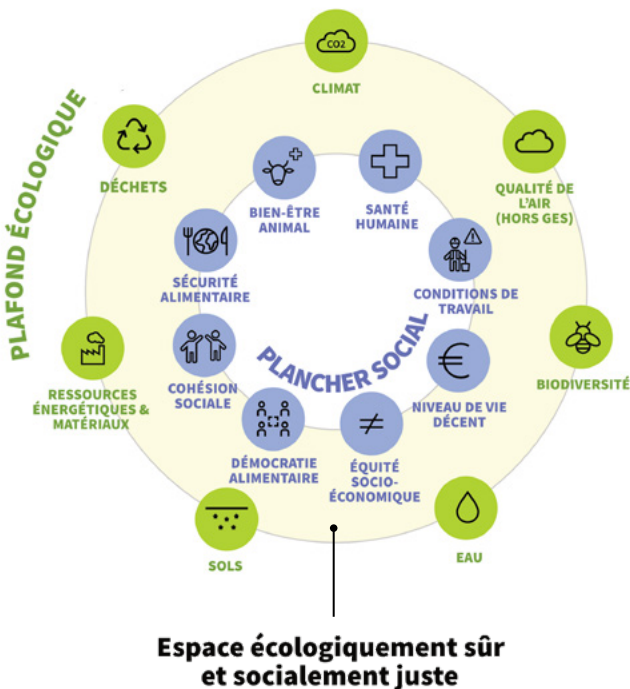 PLAFOND ÉCOLOGIQUE
CO2
CLIMAT
DÉCHETS
QUALITÉ DE
L'AIR
(HORS GES)
BIEN-ÊTRE
ANIMAL
SANTÉ
HUMAINE
SÉCURITÉ
ALIMENTAIRE
CONDITIONS DE
TRAVAIL
PLANCHER SOCIAL
COHÉSION
SOCIALE
NIVEAU DE VIE
DÉCENT
BIODIVERSITÉ
RESSOURCES
ÉNERGÉTIQUES &
MATÉRIAUX
DÉMOCRATIE
ALIMENTAIRE
ÉQUITÉ
SOCIO-
ÉCONOMIQUE
SOLS
EAU
Espace écologiquement sûr
et socialement juste